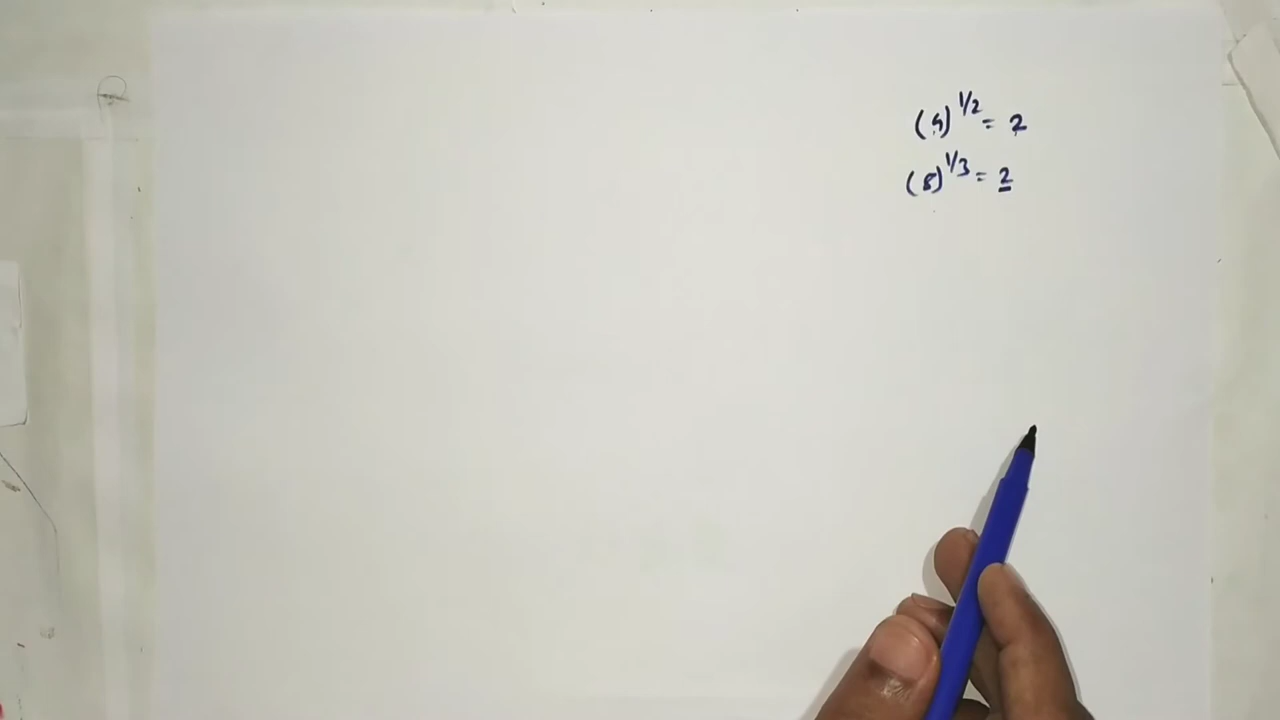 (4)^1/2 = 2
(8)^1/3 = 2